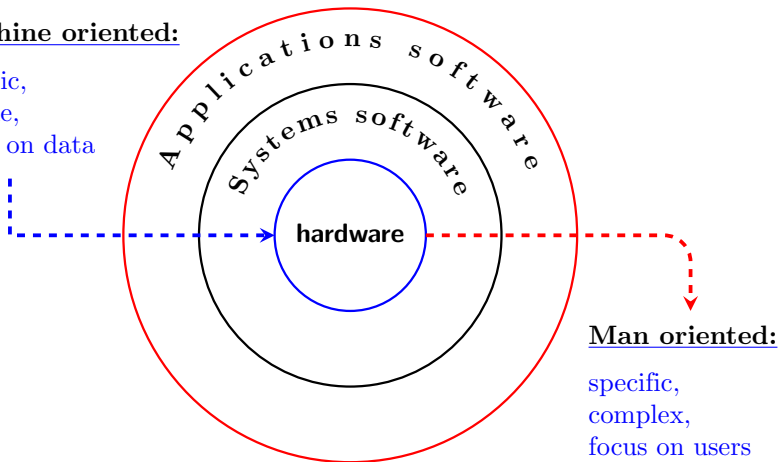 hine oriented:
ic,
e,
on data
Applications software
Systems software
hardware
Man oriented:
specific,
complex,
focus on users